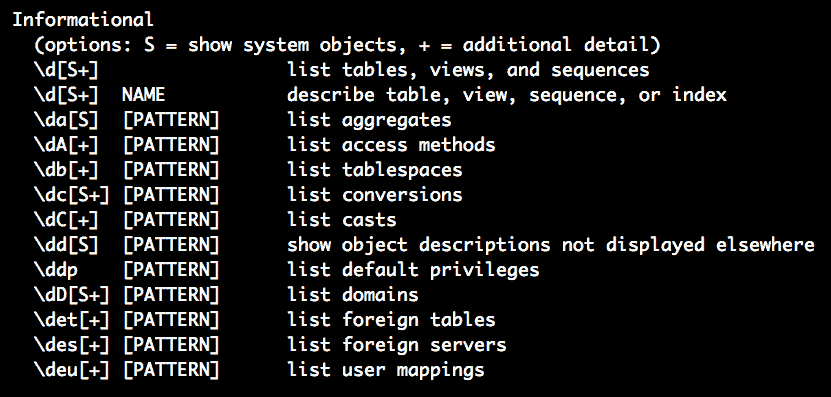 Informational
  (options: S = show system objects, + = additional detail)
  \d[S+]                 list tables, views, and sequences
  \d[S+]  NAME           describe table, view, sequence, or index
  \da[S]  [PATTERN]      list aggregates
  \dA[+]  [PATTERN]      list access methods
  \db[+]  [PATTERN]      list tablespaces
  \dc[S+] [PATTERN]      list conversions
  \dC[+]  [PATTERN]      list casts
  \dd[S]  [PATTERN]      show object descriptions not displayed elsewhere
  \ddp    [PATTERN]      list default privileges
  \dD[S+] [PATTERN]      list domains
  \det[+] [PATTERN]      list foreign tables
  \des[+] [PATTERN]      list foreign servers
  \deu[+] [PATTERN]      list user mappings